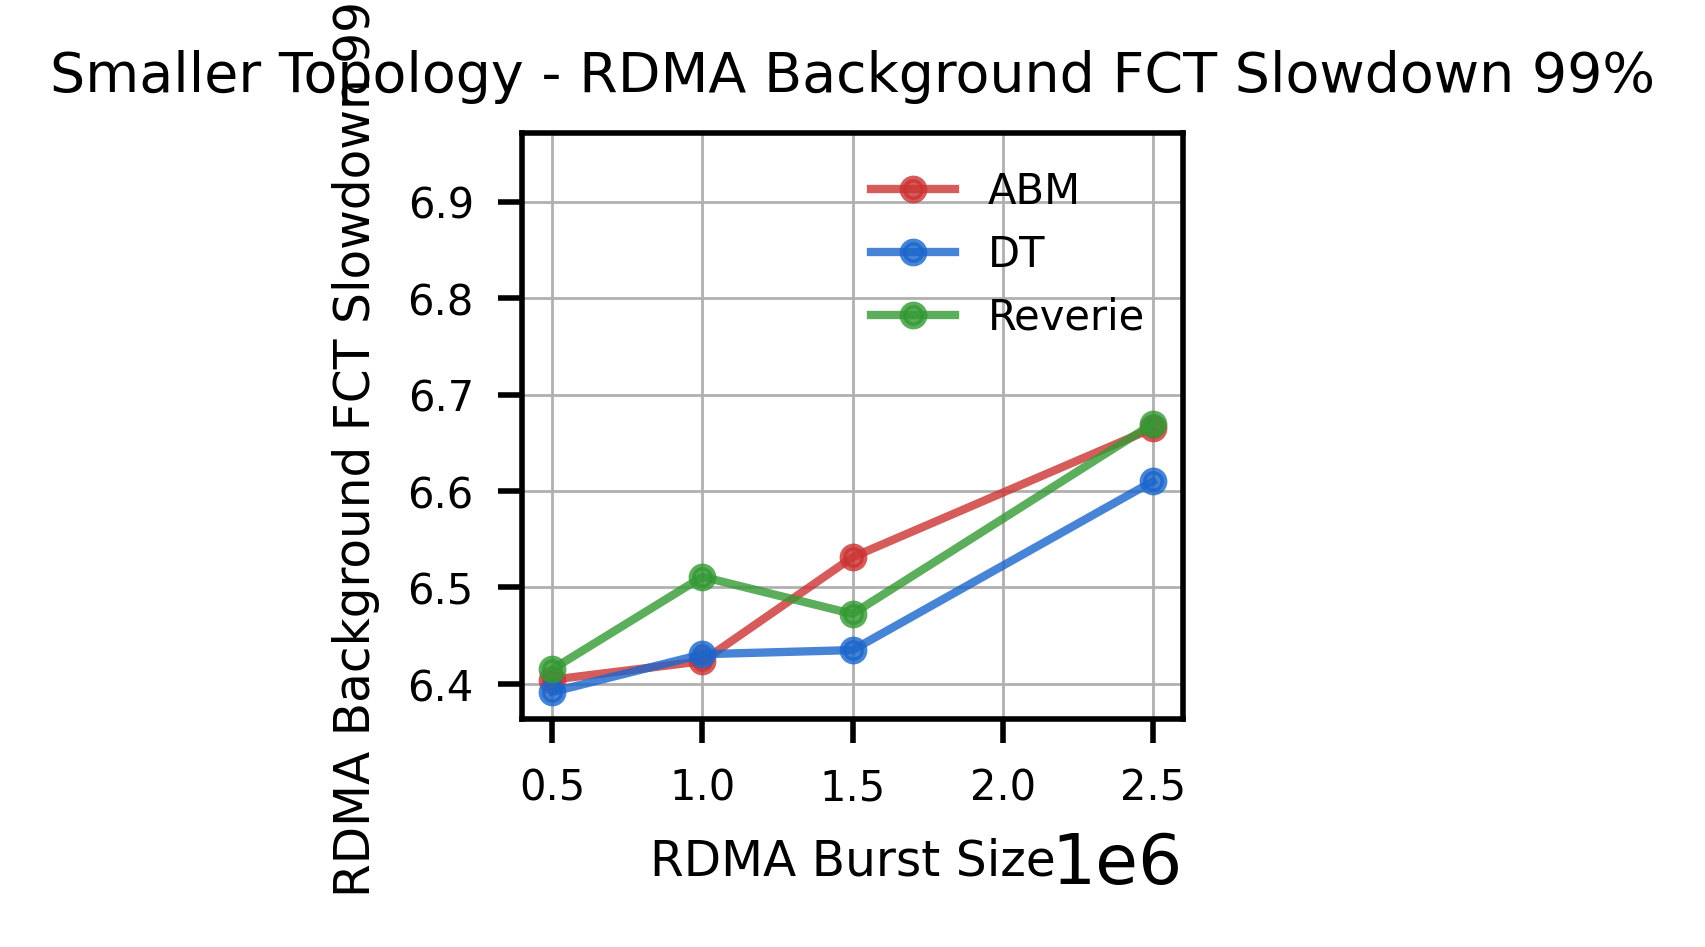 Smaller Topology - RDMA Background FCT Slowdown 99%
RDMA Background FCT Slowdown 99
6.9
6.8
6.7
6.6
6.5
6.4
ABM
DT
Reverie
0.5 1.0 1.5 2.0 2.5
RDMA Burst Size 1e6